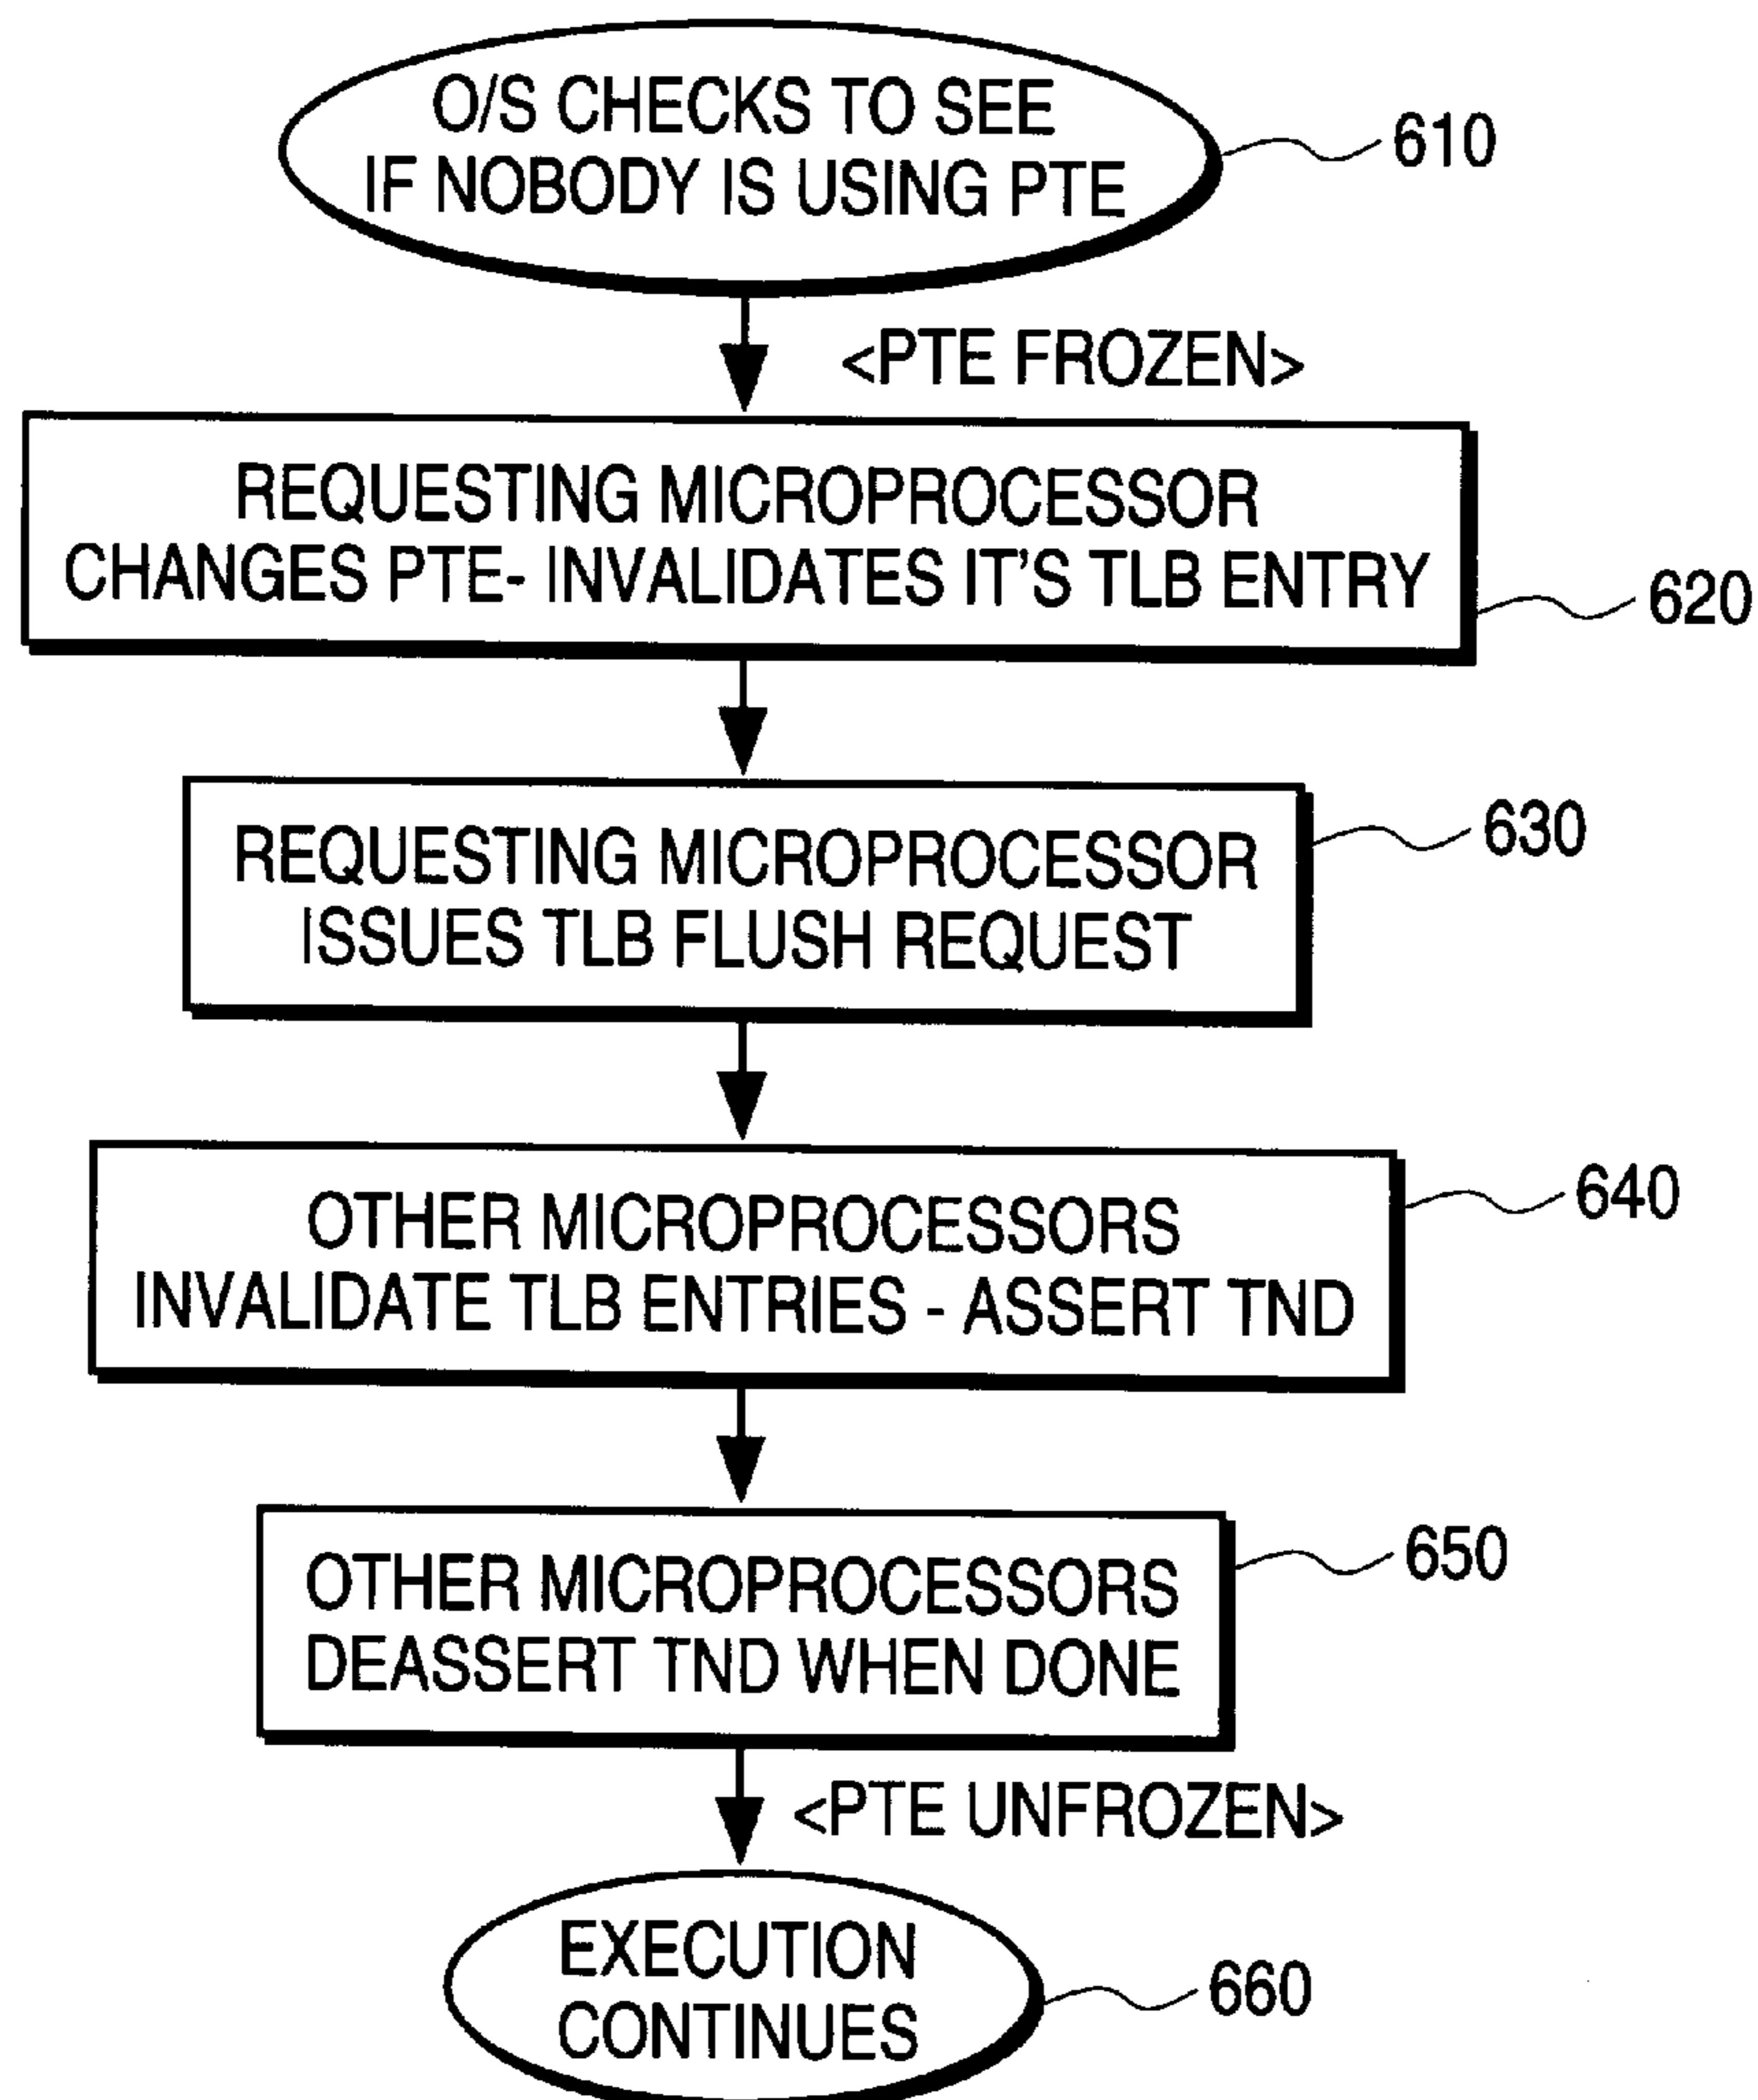 O/S CHECKS TO SEE
IF NOBODY IS USING PTE
610
<PTE FROZEN>
REQUESTING MICROPROCESSOR
CHANGES PTE- INVALIDATES IT'S TLB ENTRY
620
REQUESTING MICROPROCESSOR
ISSUES TLB FLUSH REQUEST
630
OTHER MICROPROCESSORS
INVALIDATE TLB ENTRIES - ASSERT TND
640
OTHER MICROPROCESSORS
DEASSERT TND WHEN DONE
650
<PTE UNFROZEN>
EXECUTION
CONTINUES
660